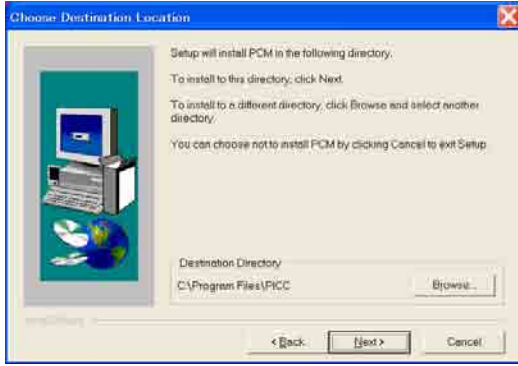 Choose Destination Location
Setup will install PCM in the following directory.
To install to this directory, click Next.
To install to a different directory, click Browse and select another
directory.
You can choose not to install PCM by clicking Cancel to exit Setup.
Destination Directory
C:\Program Files\PICC
Browse...
< Back
Next >
Cancel